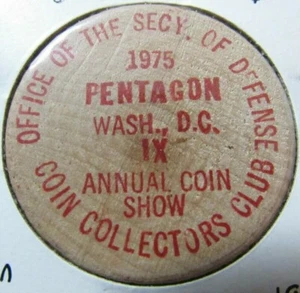 OFFICE OF THE SECY. OF DEFENSE
1975
PENTAGON
WASH., D.C.
IX
ANNUAL COIN
SHOW
COIN COLLECTORS CLUB